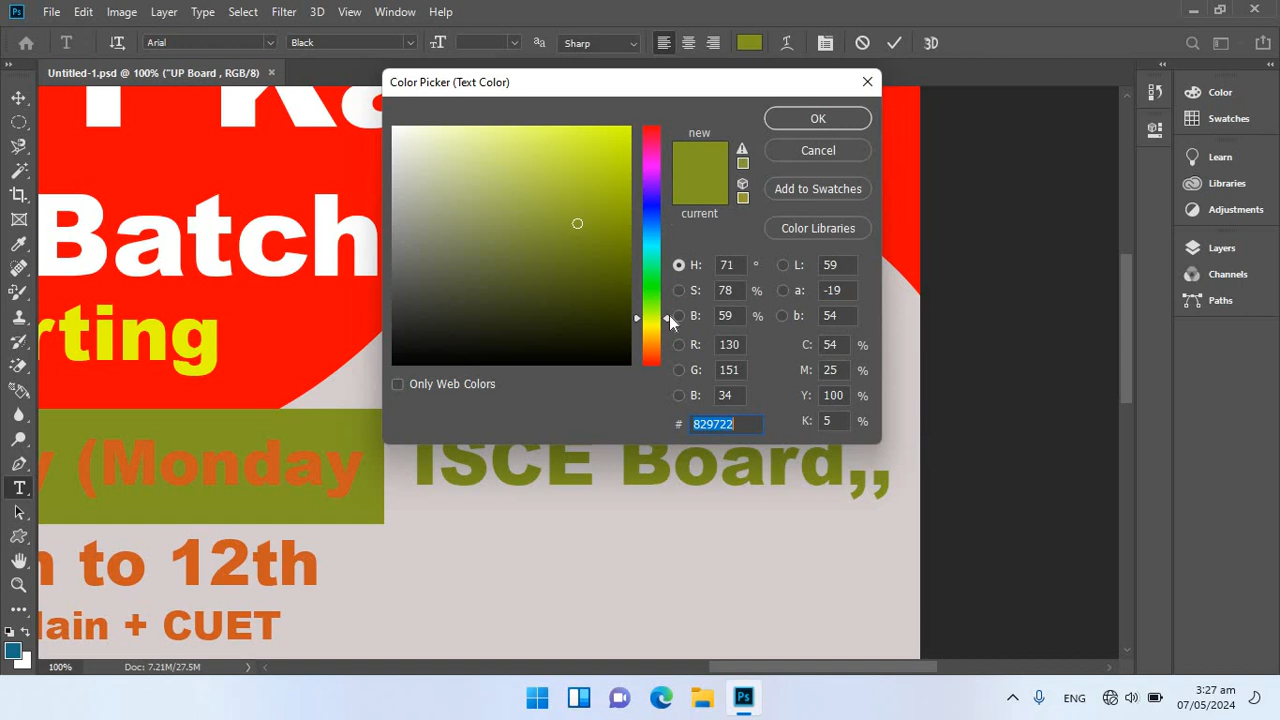 Ps File Edit Image Layer Type Select Filter 3D View Window Help
T Arial Black Sharp 3D
Untitled-1.psd @ 100% ("UP Board , RGB/8) ×
Color Picker (Text Color)
new
current
OK
Cancel
Add to Swatches
Color Libraries
H: 71 ° L: 59
S: 78 % a: -19
B: 59 % b: 54
R: 130 C: 54 %
G: 151 M: 25 %
B: 34 Y: 100 %
# 829722 K: 5 %
Only Web Colors
Batch
rting
y (Monday ISCE Board,,
to 12th
+ CUET
Color
Swatches
Learn
Libraries
Adjustments
Layers
Channels
Paths
100% Doc: 7.21M/27.5M
ENG
3:27 am
07/05/2024